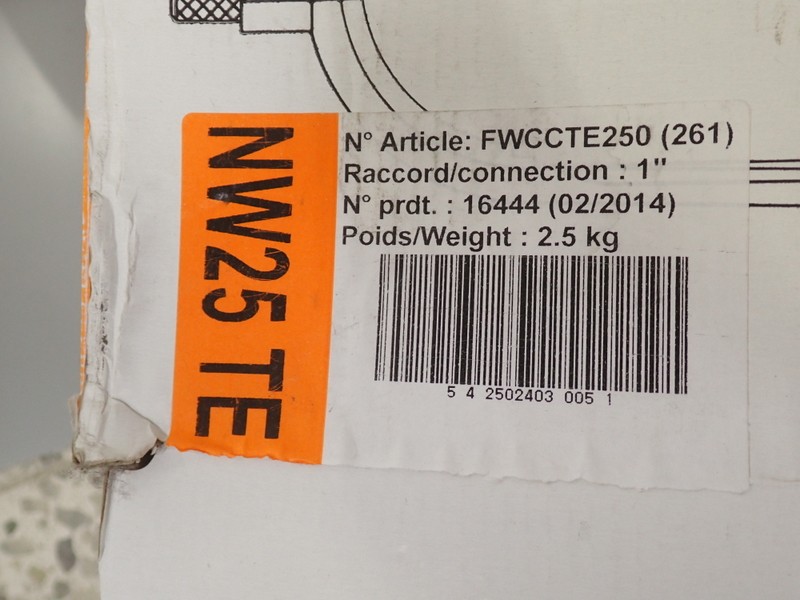 NW25 TE
N° Article: FWCCTE250 (261)
Raccord/connection : 1"
N° prdt. : 16444 (02/2014)
Poids/Weight : 2.5 kg
5 4 2502403 005 1